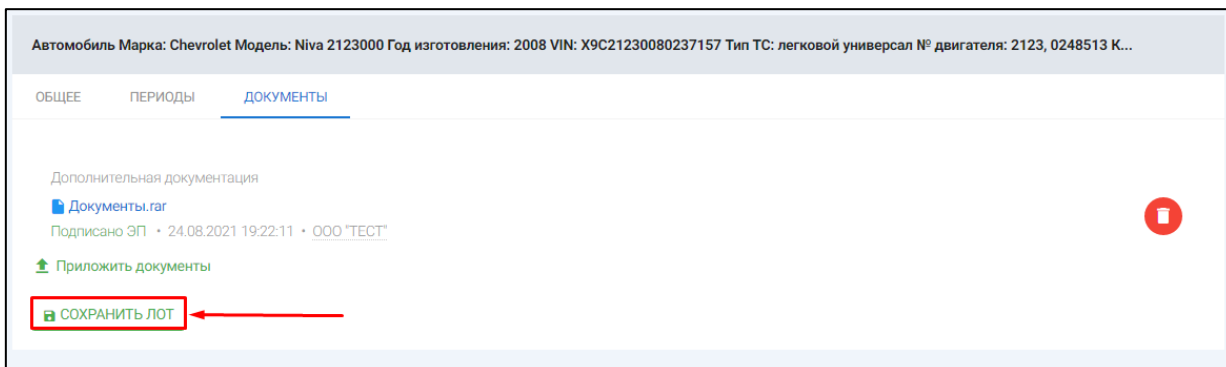 Автомобиль Марка: Chevrolet Модель: Niva 2123000 Год изготовления: 2008 VIN: X9C21230080237157 Тип ТС: легковой универсал № двигателя: 2123, 0248513 К...
ОБЩЕЕ ПЕРИОДЫ ДОКУМЕНТЫ
Дополнительная документация
Документы.rar
Подписано ЭП • 24.08.2021 19:22:11 • ООО "ТЕСТ"
Приложить документы
СОХРАНИТЬ ЛОТ